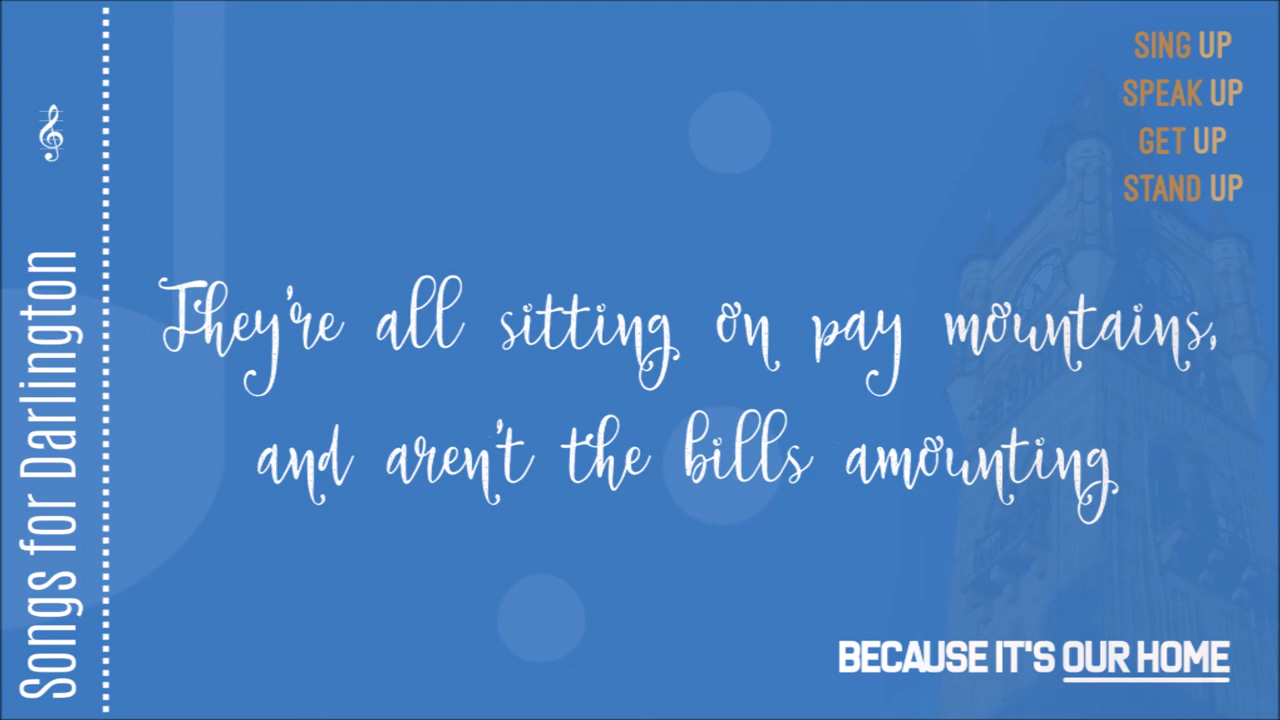 Songs for Darlington
SING UP
SPEAK UP
GET UP
STAND UP
They're all sitting on pay mountains,
and aren't the bills amounting
BECAUSE IT'S OUR HOME